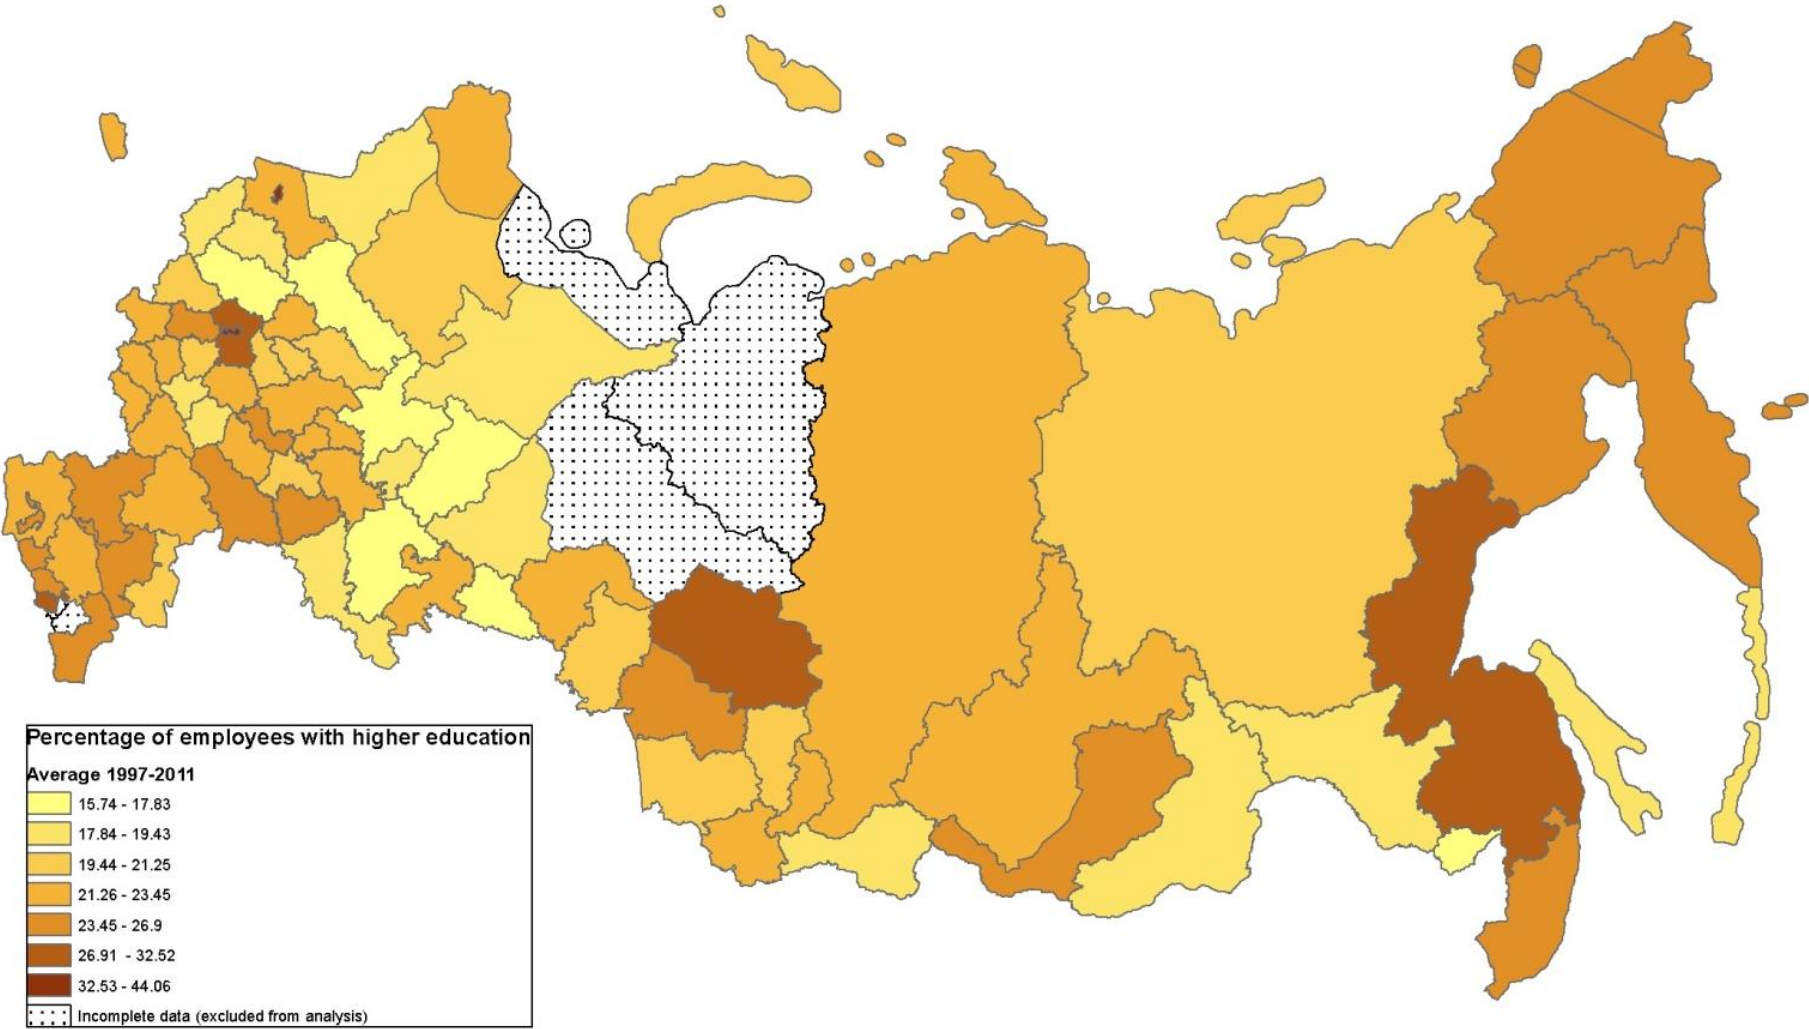 Percentage of employees with higher education
Average 1997-2011
15.74 - 17.83
17.84 - 19.43
19.44 - 21.25
21.26 - 23.45
23.45 - 26.9
26.91 - 32.52
32.53 - 44.06
Incomplete data (excluded from analysis)